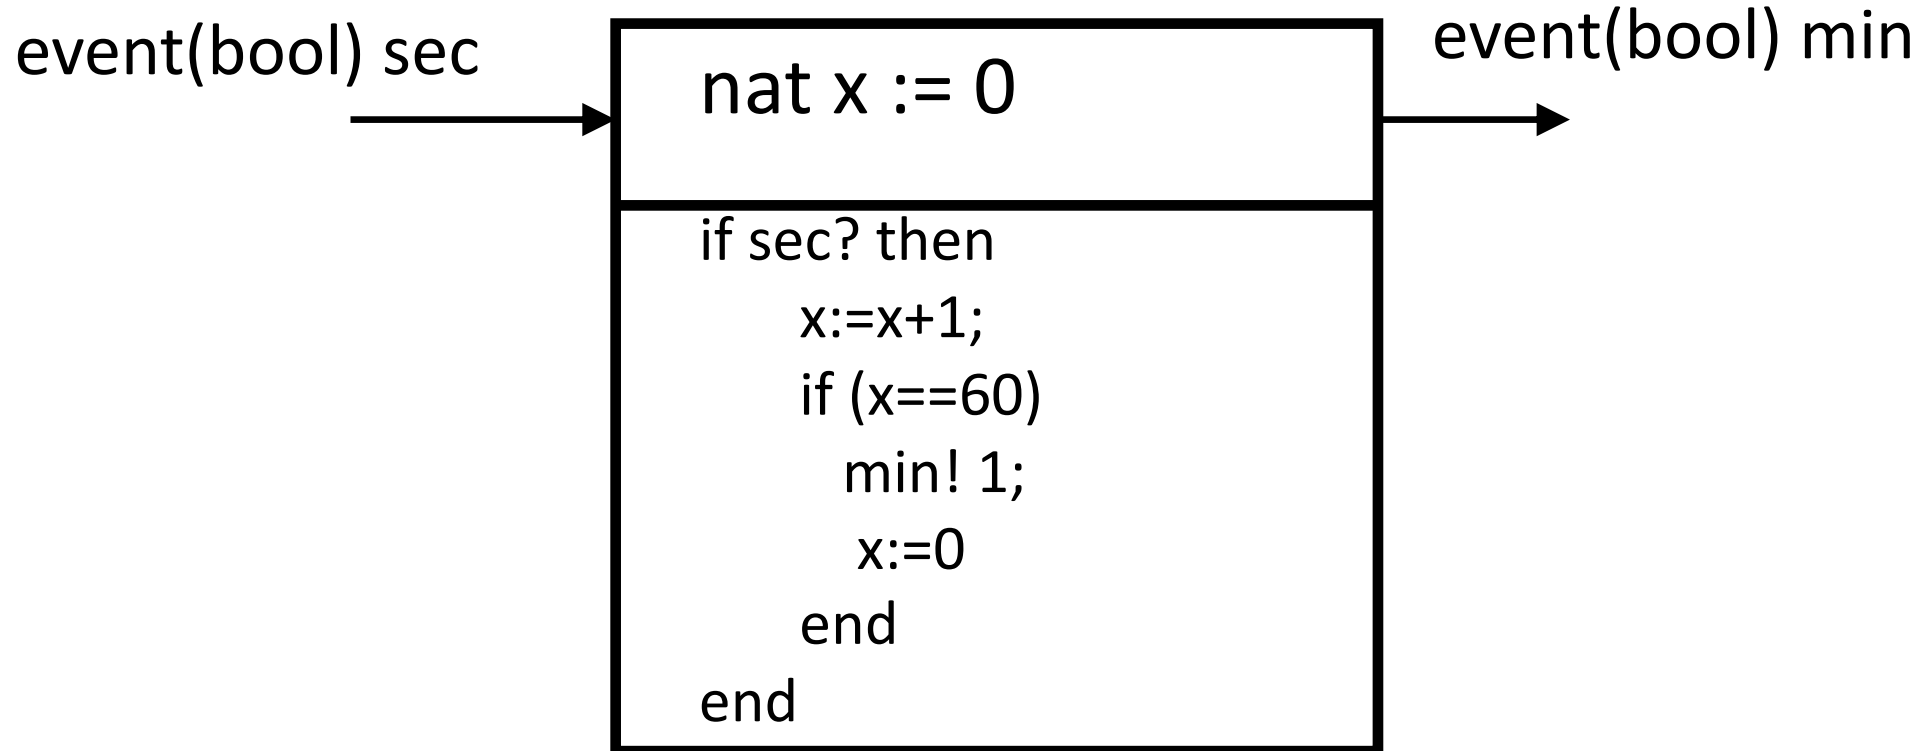 event(bool) sec
event(bool) min
nat x := 0
if sec? then
x:=x+1;
if (x==60)
min! 1;
x:=0
end
end